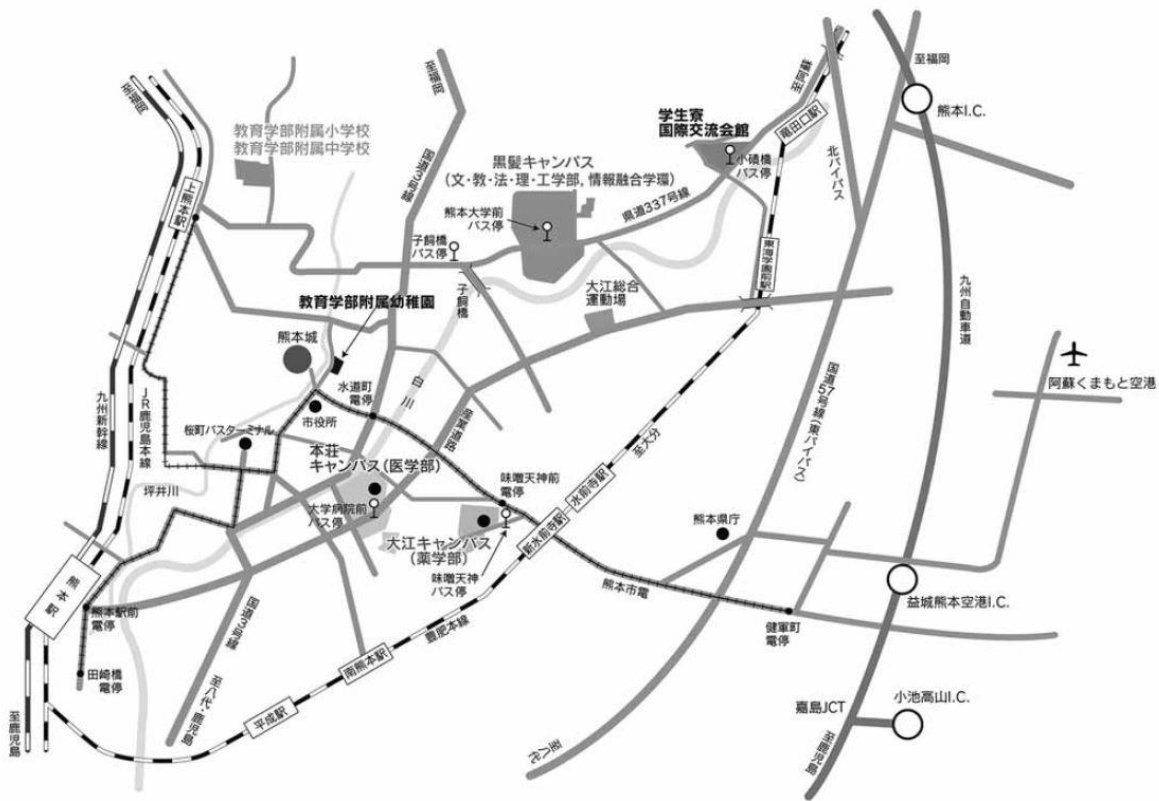 至福岡
至福岡
至阿蘇
至福岡
熊本I.C.
教育学部附属小学校
教育学部附属中学校
国道3号線
学生寮
国際交流会館
竜田口駅
小磧橋
バス停
北バイパス
黒髪キャンパス
(文・教・法・理・工学部, 情報融合学環)
県道337号線
熊本大学前
バス停
上熊本駅
子飼橋
バス停
子飼橋
東海学園前駅
大江総合
運動場
九州自動車道
教育学部附属幼稚園
熊本城
水道町
電停
白川
産業道路
国道57号線(東バイパス)
阿蘇くまもと空港
九州新幹線
JR鹿児島本線
市役所
桜町バスターミナル
本荘
キャンパス(医学部)
至大分
坪井川
大学病院前
バス停
味噌天神前
電停
水前寺駅
新水前寺駅
熊本県庁
大江キャンパス
(薬学部)
味噌天神
バス停
熊本駅
熊本駅前
電停
国道3号線
豊肥本線
熊本市電
益城熊本空港I.C.
健軍町
電停
南熊本駅
田崎橋
電停
平成駅
至八代・鹿児島
至鹿児島
嘉島JCT
小池高山I.C.
至八代
至鹿児島